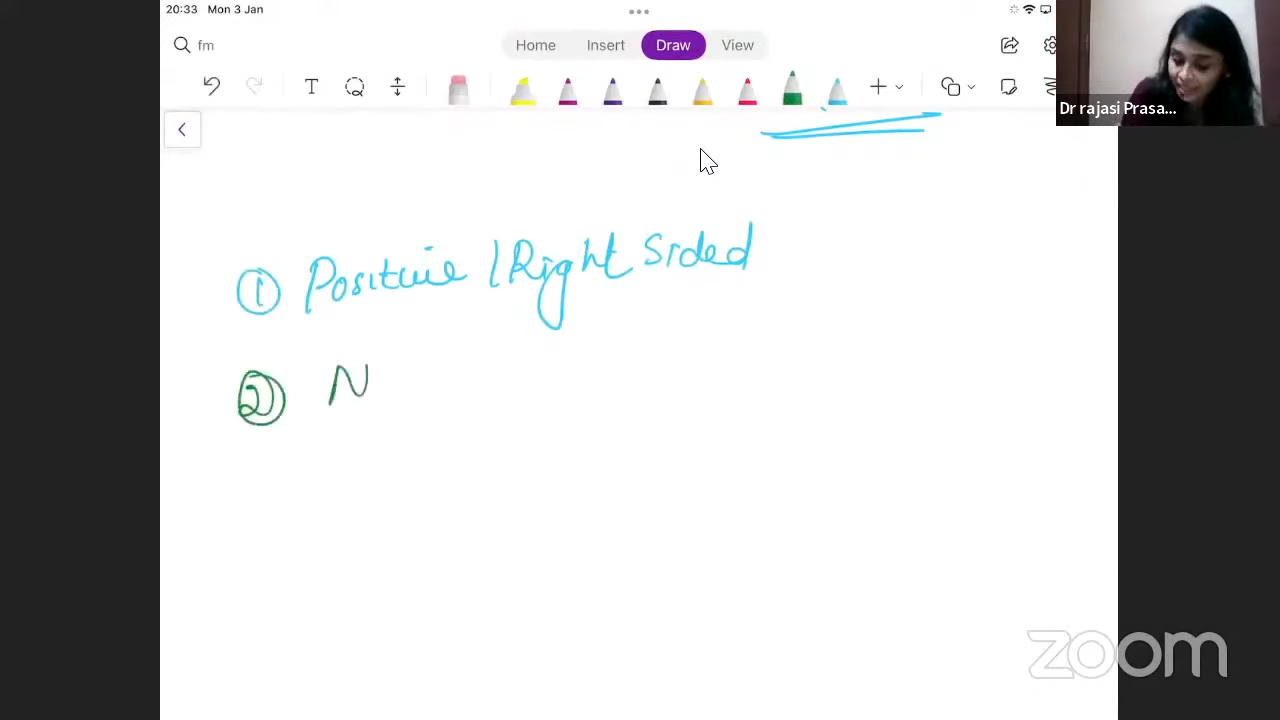 20:33 Mon 3 Jan
fm
Home Insert Draw View
T
Dr rajasi Prasa...
① Positive / Right Sided
② N
zoom